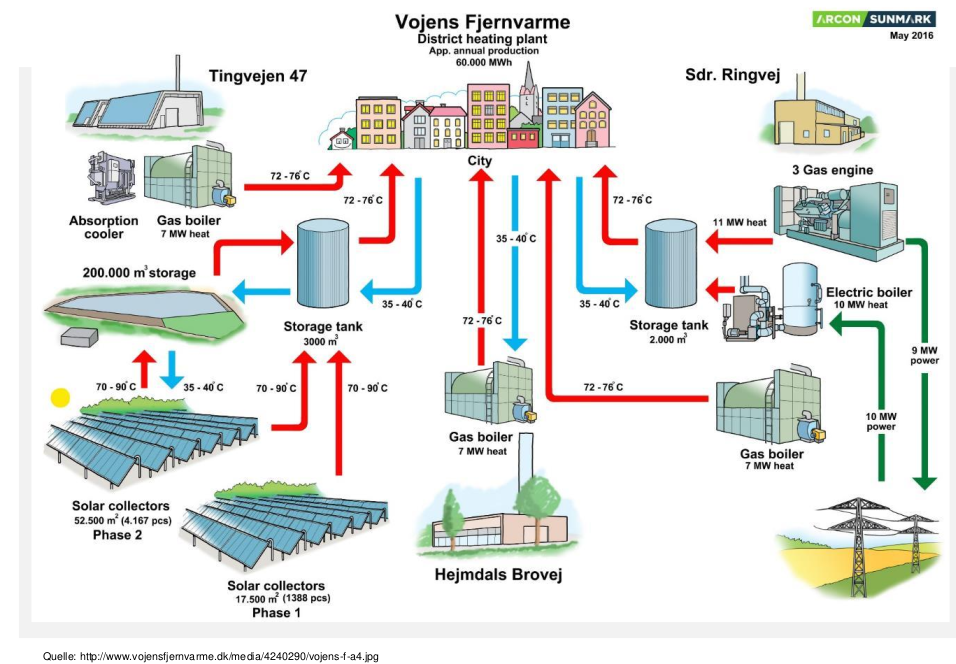 Vojens Fjernvarme
District heating plant
App. annual production
60.000 MWh
ARCON SUNMARK
May 2016
Tingvejen 47
Sdr. Ringvej
City
3 Gas engine
72 - 76°C
72 - 76°C
72 - 76°C
11 MW heat
Absorption
cooler
Gas boiler
7 MW heat
35 - 40°C
200.000 m³ storage
Electric boiler
10 MW heat
35 - 40°C
35 - 40°C
Storage tank
3000 m³
72 - 76°C
Storage tank
2.000 m³
9 MW
power
70 - 90°C
35 - 40°C
70 - 90°C
70 - 90°C
72 - 76°C
10 MW
power
Gas boiler
7 MW heat
Gas boiler
7 MW heat
Solar collectors
52.500 m² (4.167 pcs)
Phase 2
Hejmdals Brovej
Solar collectors
17.500 m² (1388 pcs)
Phase 1
Quelle: http://www.vojensfjernvarme.dk/media/4240290/vojens-f-a4.jpg